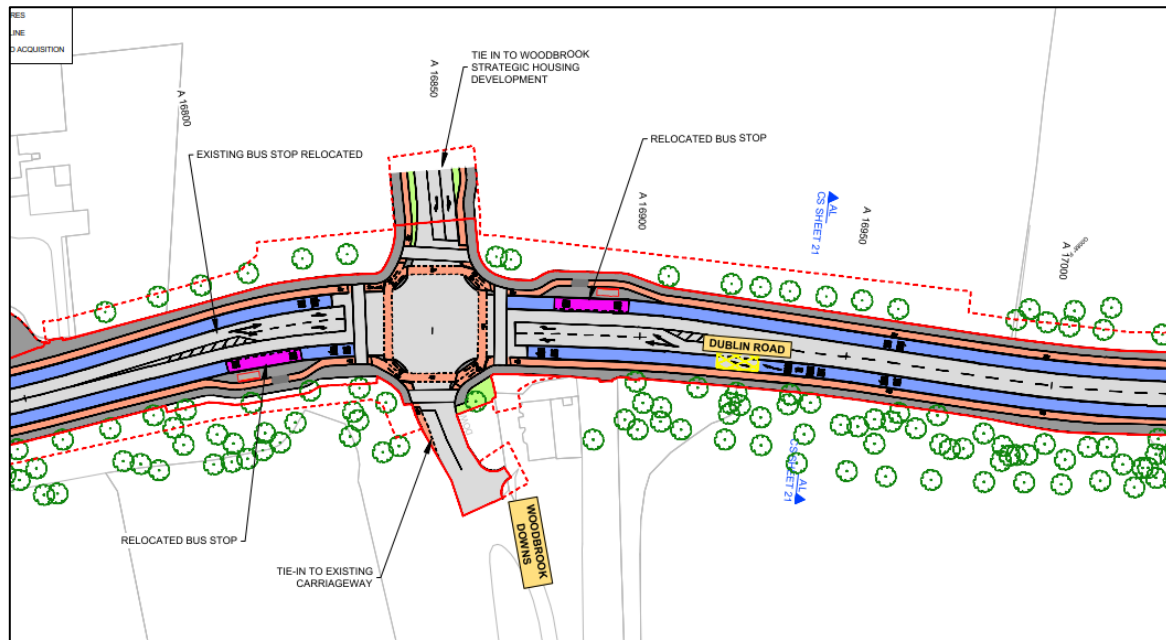 RES
LINE
D ACQUISITION
TIE IN TO WOODBROOK
STRATEGIC HOUSING
DEVELOPMENT
A 16850
A 16800
EXISTING BUS STOP RELOCATED
RELOCATED BUS STOP
A 16900
AL
CS SHEET 21
A 16950
A 17000
DUBLIN ROAD
AL
CS SHEET 21
RELOCATED BUS STOP
TIE-IN TO EXISTING
CARRIAGEWAY
WOODBROOK
DOWNS